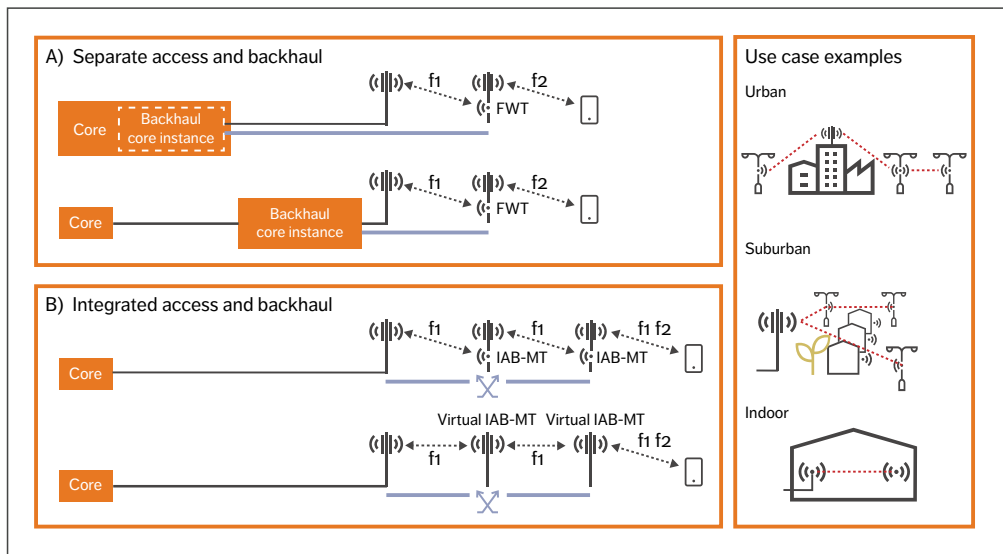 A) Separate access and backhaul
f1
f2
Core
Backhaul
core instance
FWT
f1
f2
Core
Backhaul
core instance
FWT
B) Integrated access and backhaul
f1
f1
f1 f2
IAB-MT
IAB-MT
Core
Virtual IAB-MT
Virtual IAB-MT
f1
f1
f1 f2
Core
Use case examples
Urban
Suburban
Indoor